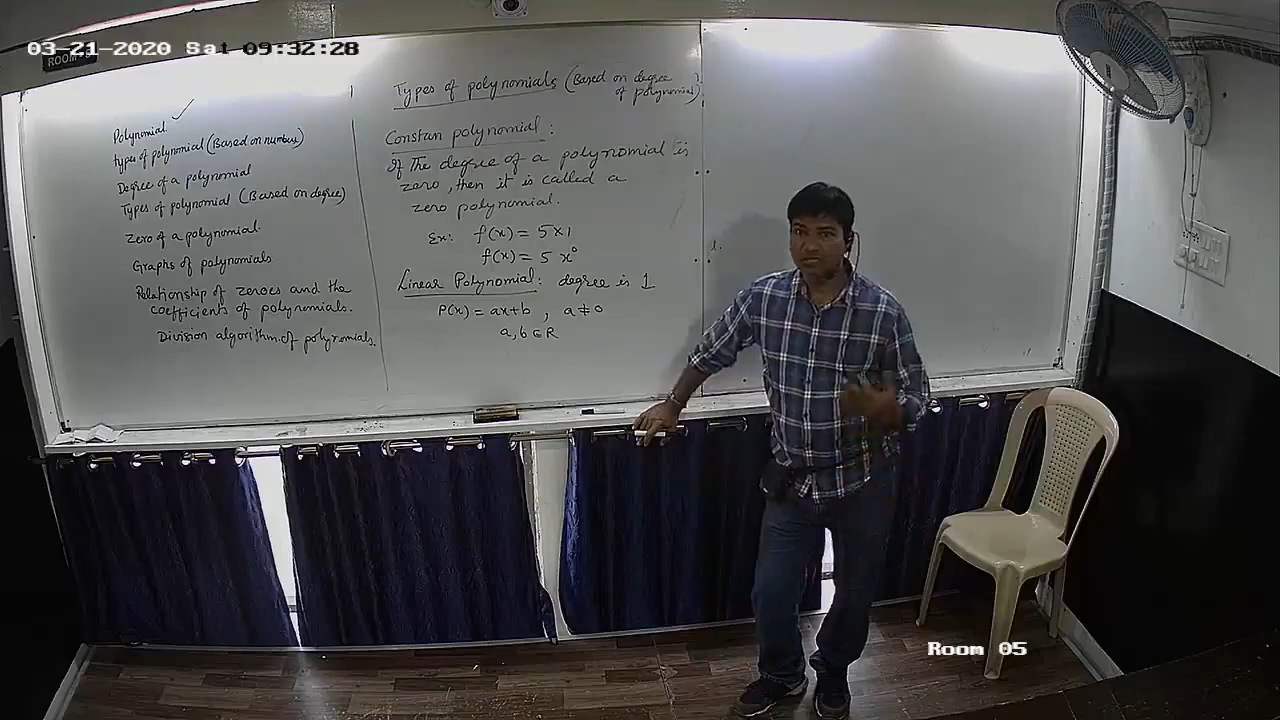 03-21-2020 Sat 09:32:28
ROOM-5
Polynomial ✓
Types of polynomial (Based on number)
Degree of a polynomial
Types of polynomial (Based on degree)
Zero of a polynomial.
Graphs of polynomials
Relationship of zeroes and the
coefficients of polynomials.
Division algorithm of polynomials.
Types of polynomials (Based on degree
of polynomial)
Constan polynomial :
If the degree of a polynomial is
zero, then it is called a
zero polynomial.
Ex: f(x) = 5×1
f(x) = 5 x⁰
Linear Polynomial : degree is 1
P(x) = ax+b , a ≠ 0
a, b ∈ R
Room 05